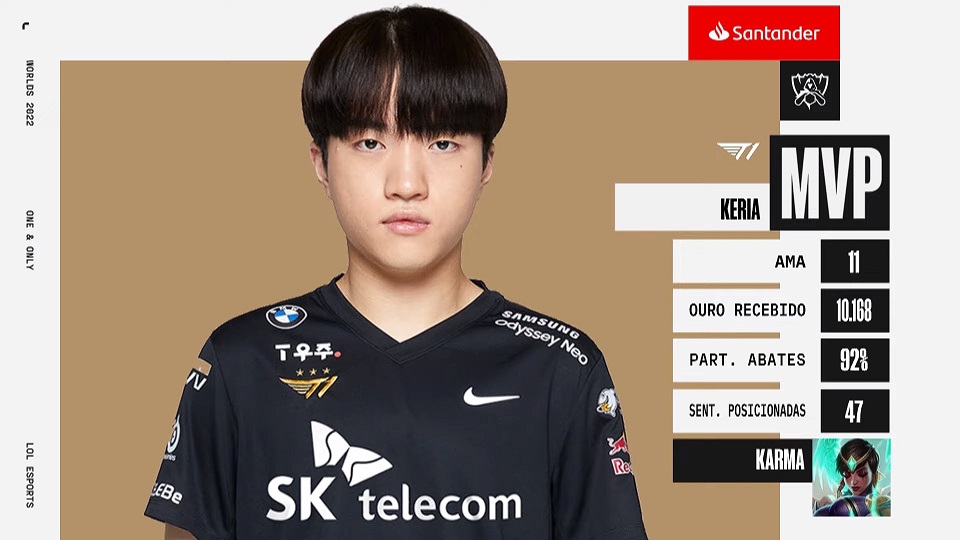 WORLDS 2022
ONE & ONLY
LOL ESPORTS
Santander
T1
MVP
KERIA
AMA 11
OURO RECEBIDO 10.168
PART. ABATES 92%
SENT. POSICIONADAS 47
KARMA
SAMSUNG
Odyssey Neo
T우주
T1
SK telecom
Red